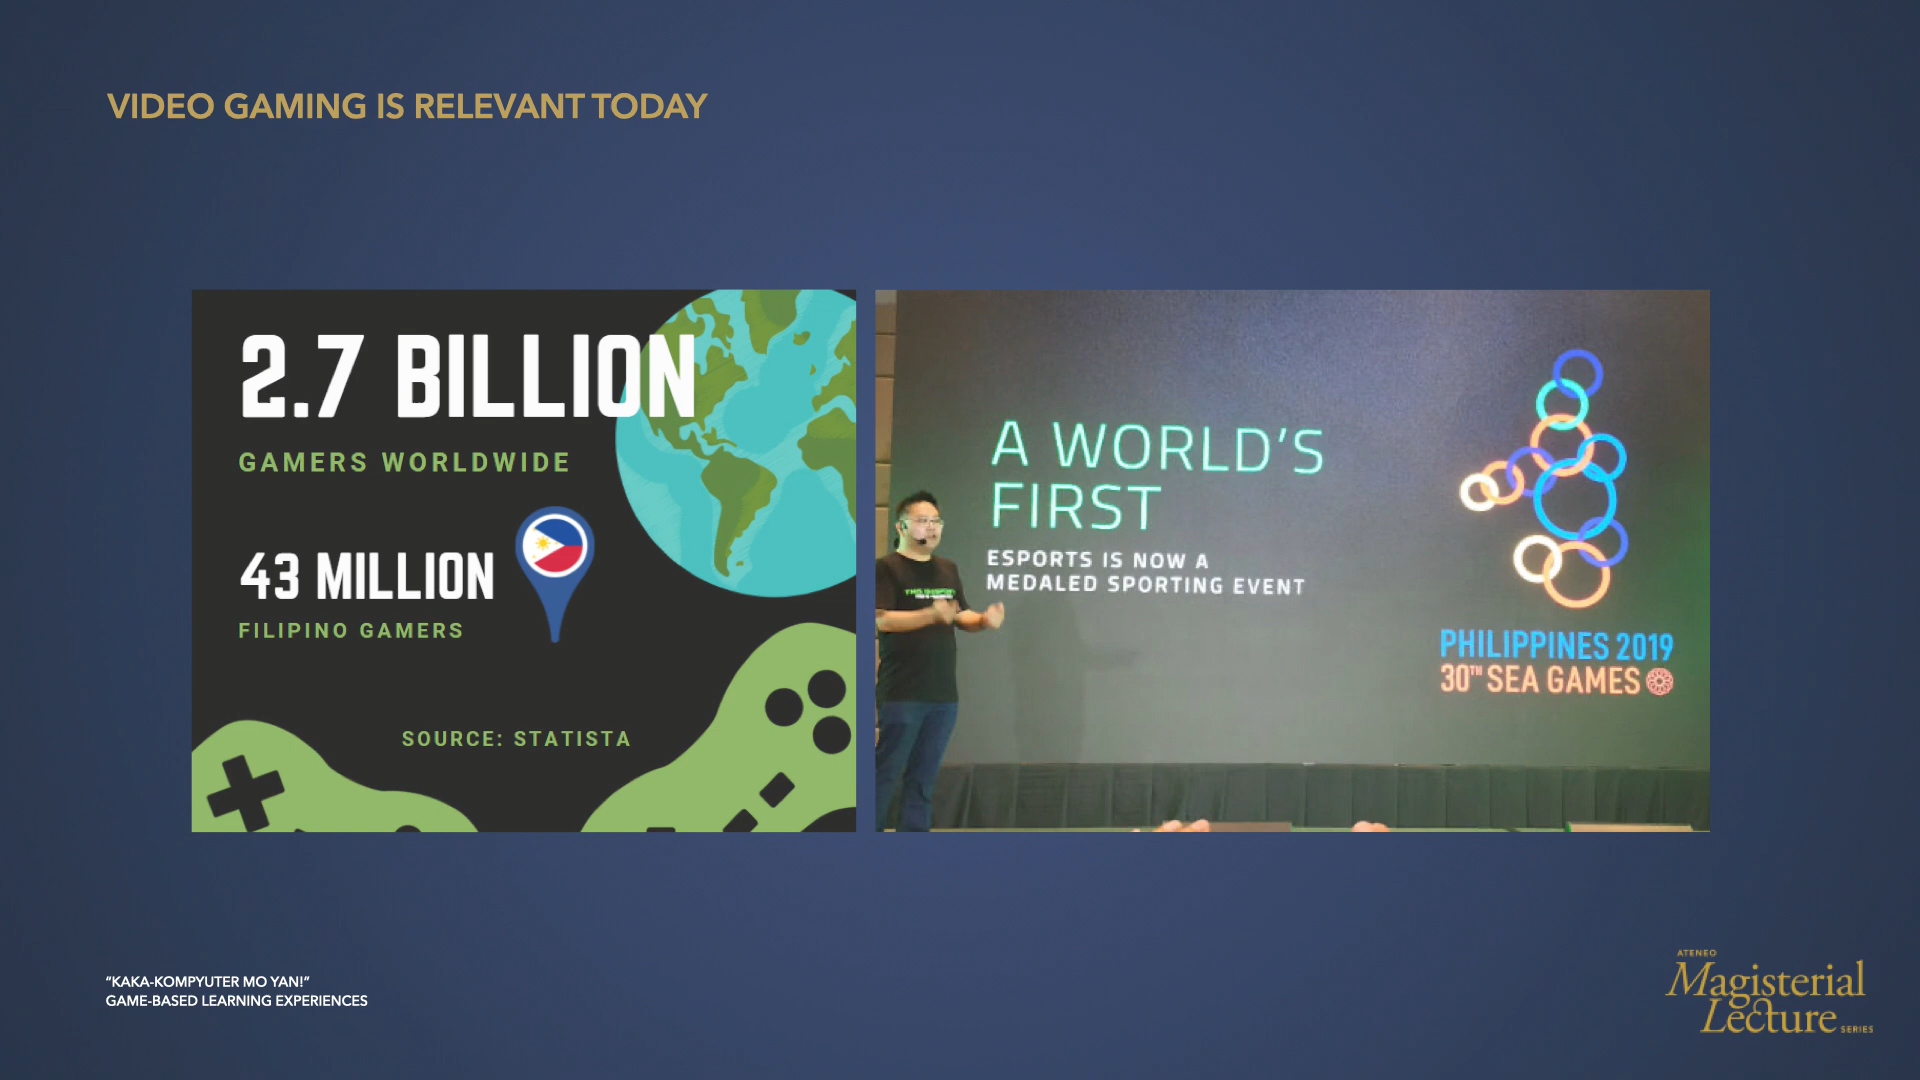 VIDEO GAMING IS RELEVANT TODAY
2.7 BILLION
GAMERS WORLDWIDE
43 MILLION
FILIPINO GAMERS
SOURCE: STATISTA
A WORLD'S
FIRST
ESPORTS IS NOW A
MEDALED SPORTING EVENT
PHILIPPINES 2019
30TH SEA GAMES
"KAKA-KOMPYUTER MO YAN!"
GAME-BASED LEARNING EXPERIENCES
ATENEO
Magisterial
Lecture SERIES